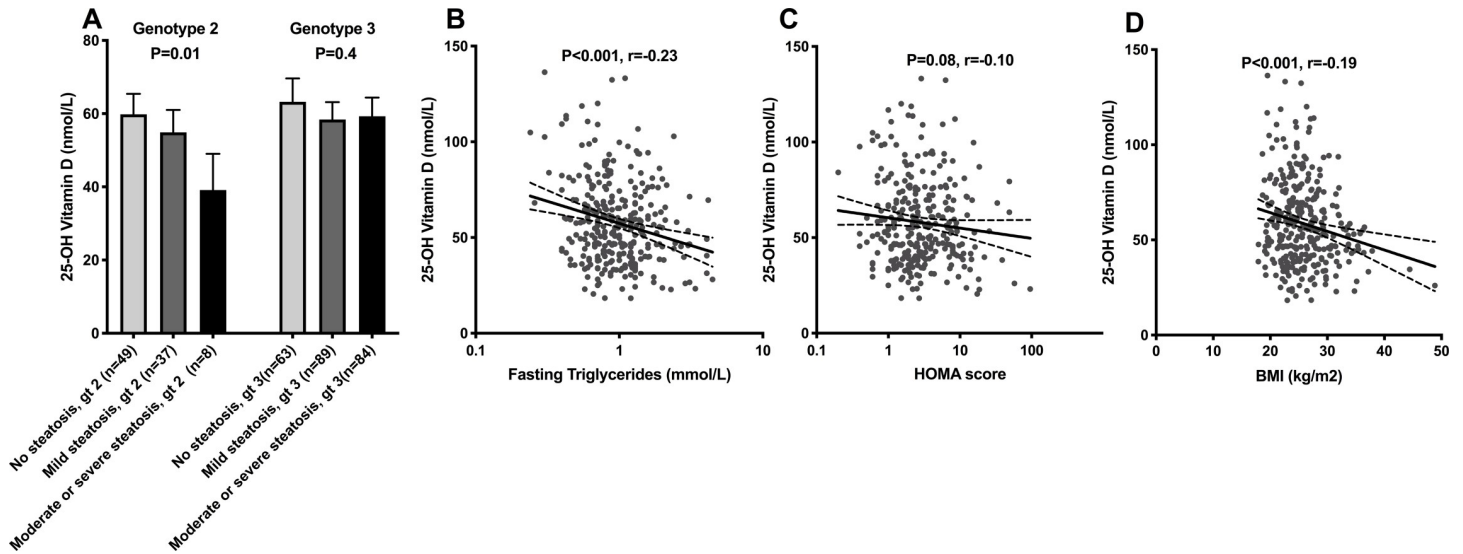 A
Genotype 2
P=0.01
Genotype 3
P=0.4
25-OH Vitamin D (nmol/L)
80
60
40
20
0
No steatosis, gt 2 (n=49)
Mild steatosis, gt 2 (n=37)
Moderate or severe steatosis, gt 2 (n=8)
No steatosis, gt 3(n=63)
Mild steatosis, gt 3 (n=89)
Moderate or severe steatosis, gt 3(n=84)
B
P<0.001, r=-0.23
25-OH Vitamin D (nmol/L)
150
100
50
0
0.1
1
10
Fasting Triglycerides (mmol/L)
C
P=0.08, r=-0.10
25-OH Vitamin D (nmol/L)
150
100
50
0
0.1
1
10
100
HOMA score
D
P<0.001, r=-0.19
25-OH Vitamin D (nmol/L)
150
100
50
0
0
10
20
30
40
50
BMI (kg/m2)